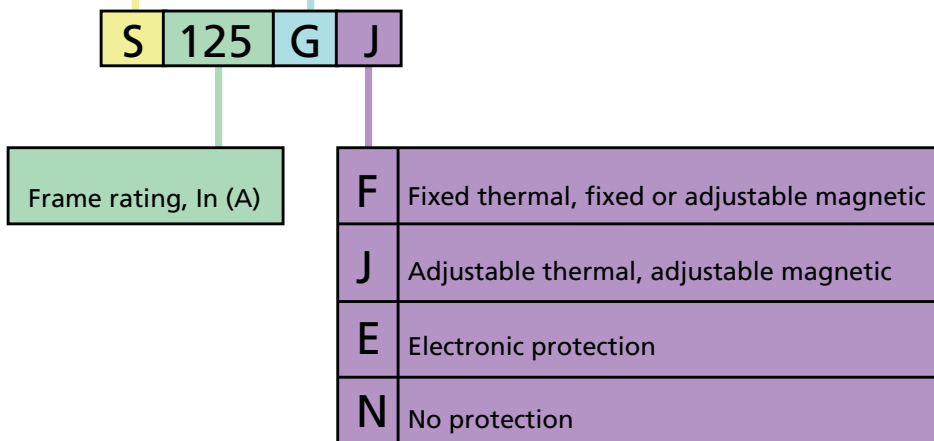 S 125 G J
Frame rating, In (A)
F Fixed thermal, fixed or adjustable magnetic
J Adjustable thermal, adjustable magnetic
E Electronic protection
N No protection